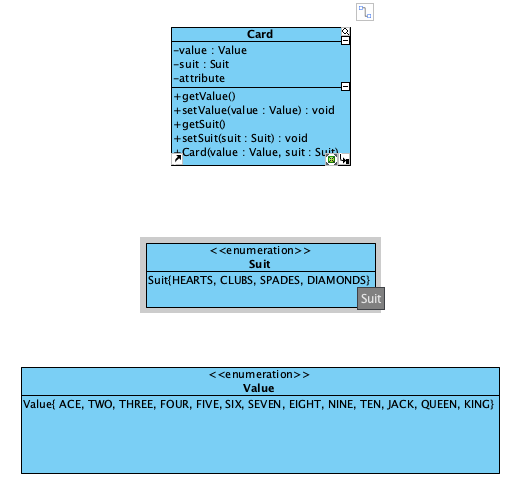 Card
-value : Value
-suit : Suit
-attribute
+getValue()
+setValue(value : Value) : void
+getSuit()
+setSuit(suit : Suit) : void
+Card(value : Value, suit : Suit)
<<enumeration>>
Suit
Suit{HEARTS, CLUBS, SPADES, DIAMONDS}
Suit
<<enumeration>>
Value
Value{ ACE, TWO, THREE, FOUR, FIVE, SIX, SEVEN, EIGHT, NINE, TEN, JACK, QUEEN, KING}